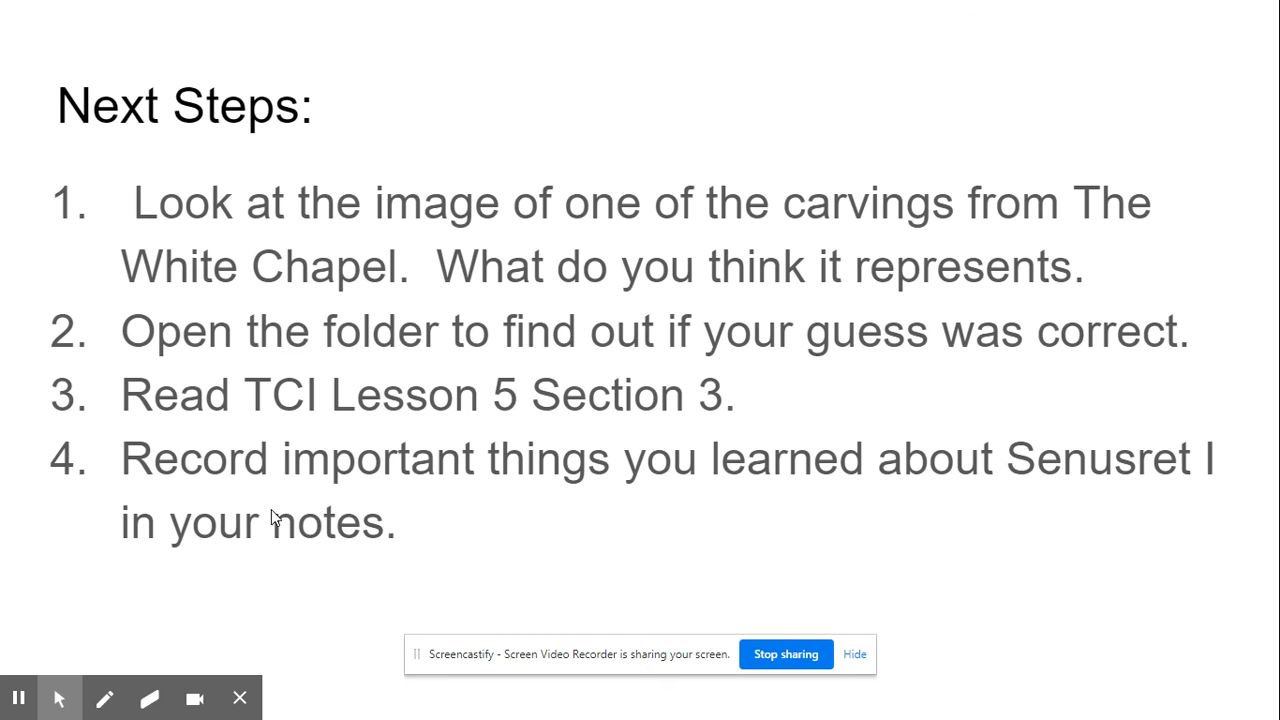 Next Steps:
1. Look at the image of one of the carvings from The
White Chapel. What do you think it represents.
2. Open the folder to find out if your guess was correct.
3. Read TCI Lesson 5 Section 3.
4. Record important things you learned about Senusret I
in your notes.
Screencastify - Screen Video Recorder is sharing your screen. Stop sharing Hide